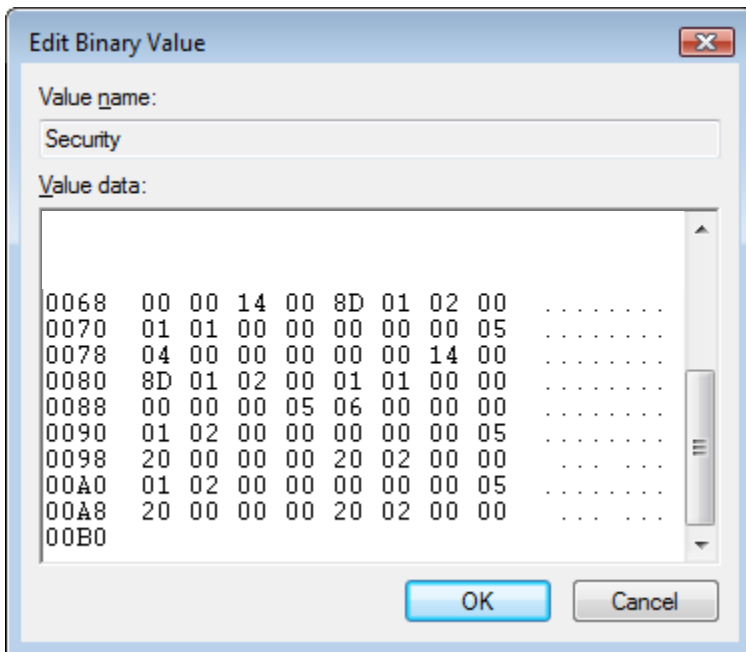 Edit Binary Value
Value name:
Security
Value data:
0068 00 00 14 00 8D 01 02 00 ........
0070 01 01 00 00 00 00 00 05 ........
0078 04 00 00 00 00 00 14 00 ........
0080 8D 01 02 00 01 01 00 00 ........
0088 00 00 00 05 06 00 00 00 ........
0090 01 02 00 00 00 00 00 05 ........
0098 20 00 00 00 20 02 00 00 ... ...
00A0 01 02 00 00 00 00 00 05 ........
00A8 20 00 00 00 20 02 00 00 ... ...
00B0
OK Cancel